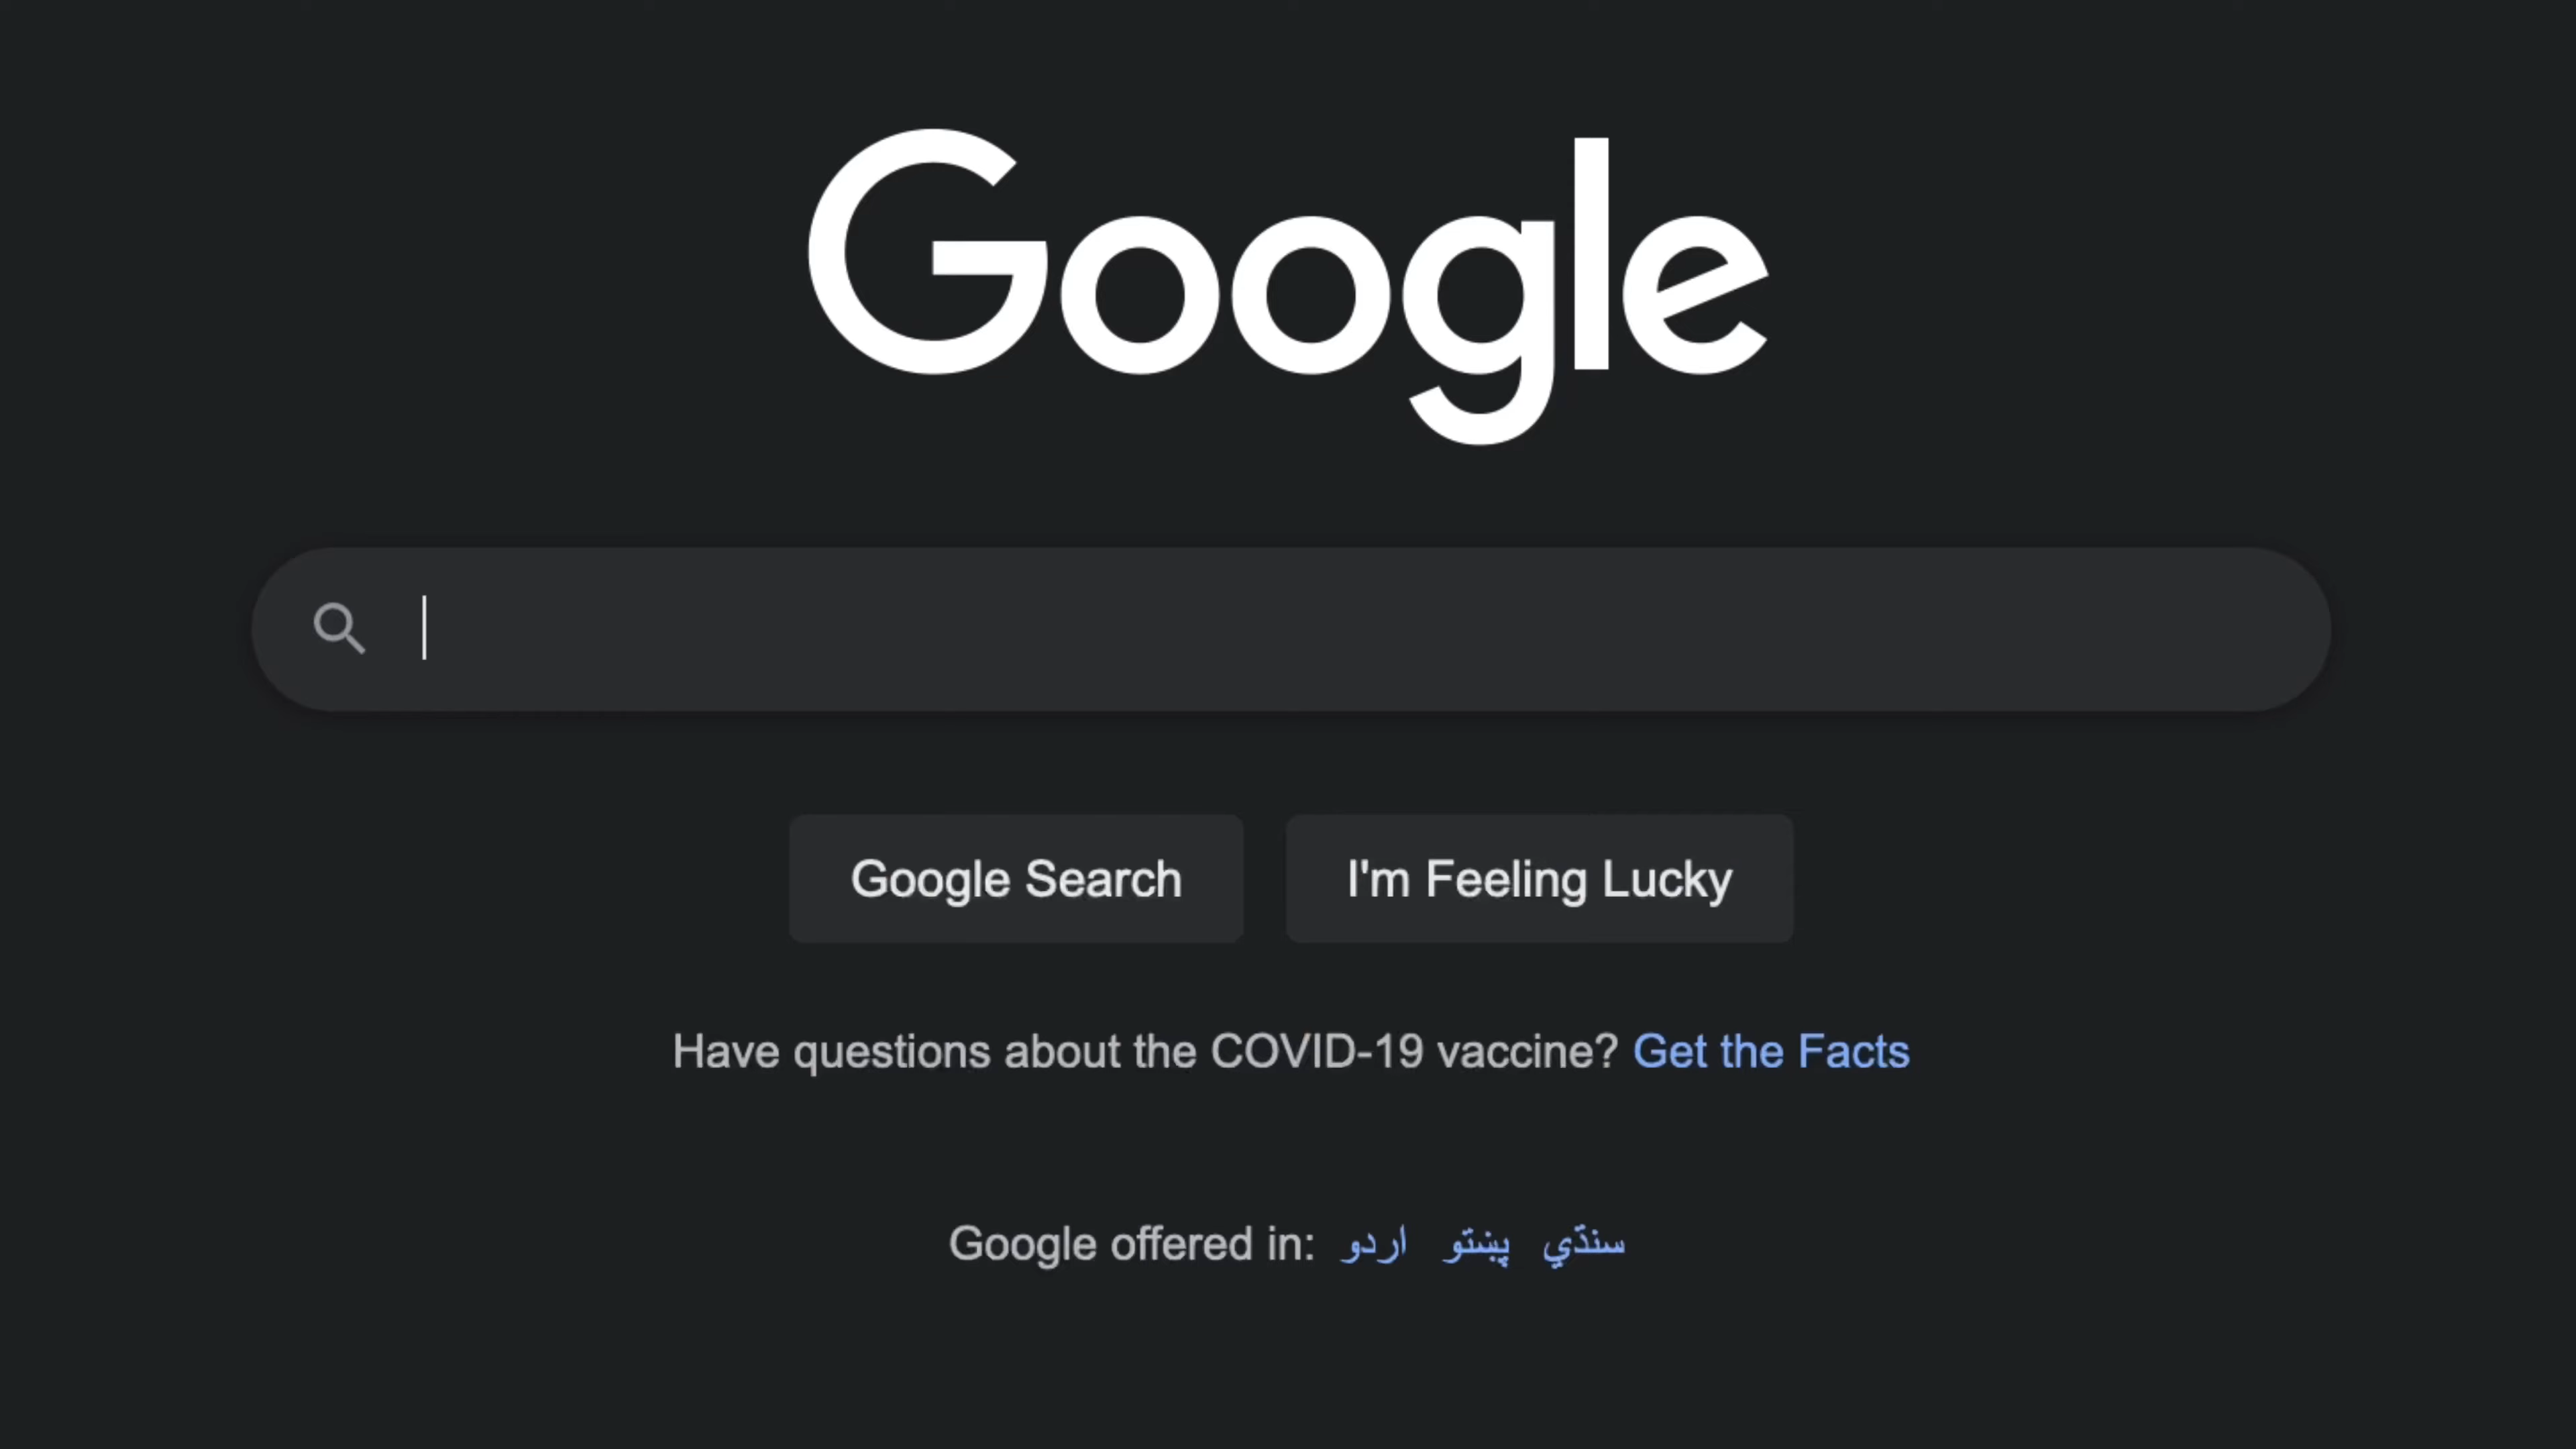 Google
Google Search
I'm Feeling Lucky
Have questions about the COVID-19 vaccine? Get the Facts
Google offered in: اردو پښتو سنڌي